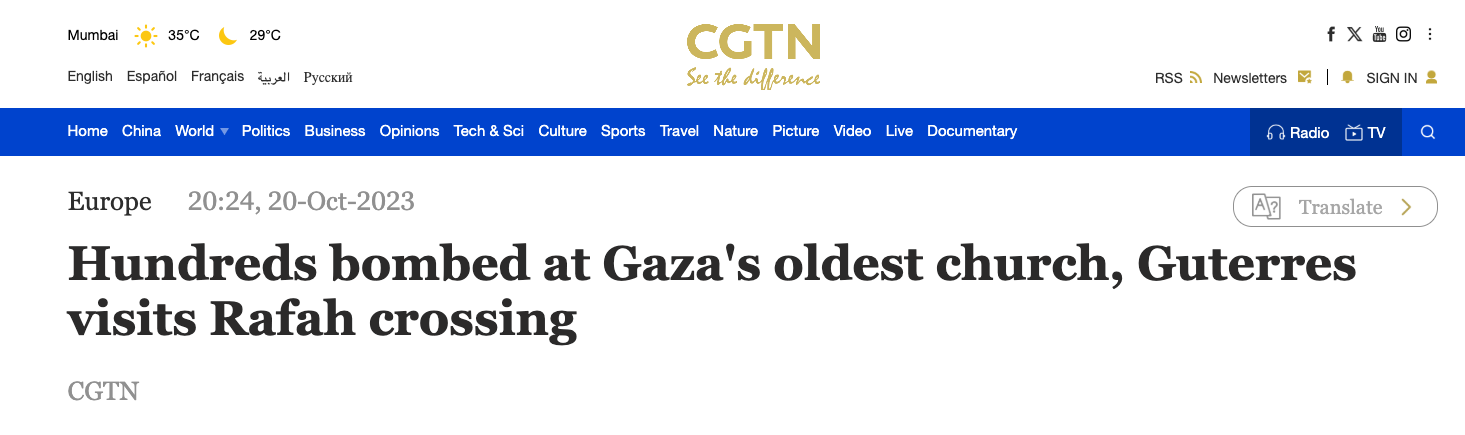 Mumbai 35°C 29°C
CGTN
See the difference
English Español Français العربية Русский
RSS Newsletters SIGN IN
Home China World Politics Business Opinions Tech & Sci Culture Sports Travel Nature Picture Video Live Documentary Radio TV
Europe 20:24, 20-Oct-2023
Translate
Hundreds bombed at Gaza's oldest church, Guterres
visits Rafah crossing
CGTN